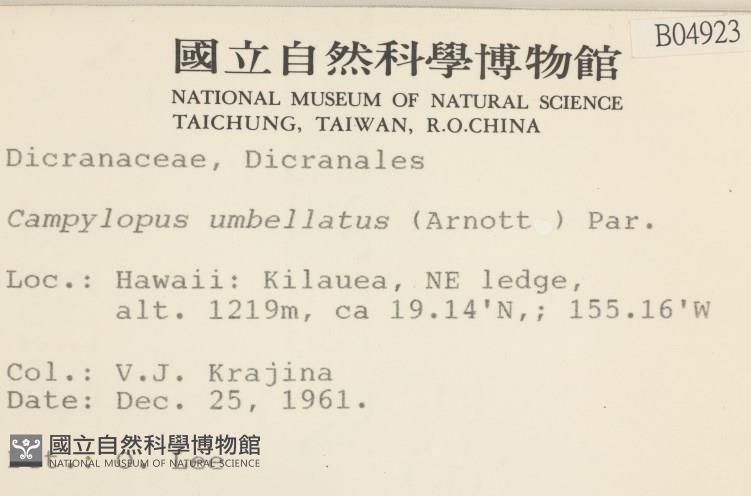 B04923
國立自然科學博物館
NATIONAL MUSEUM OF NATURAL SCIENCE
TAICHUNG, TAIWAN, R.O.CHINA
Dicranaceae, Dicranales
Campylopus umbellatus (Arnott ) Par.
Loc.: Hawaii: Kilauea, NE ledge,
alt. 1219m, ca 19.14'N,; 155.16'W
Col.: V.J. Krajina
Date: Dec. 25, 1961.
國立自然科學博物館
NATIONAL MUSEUM OF NATURAL SCIENCE
Lee